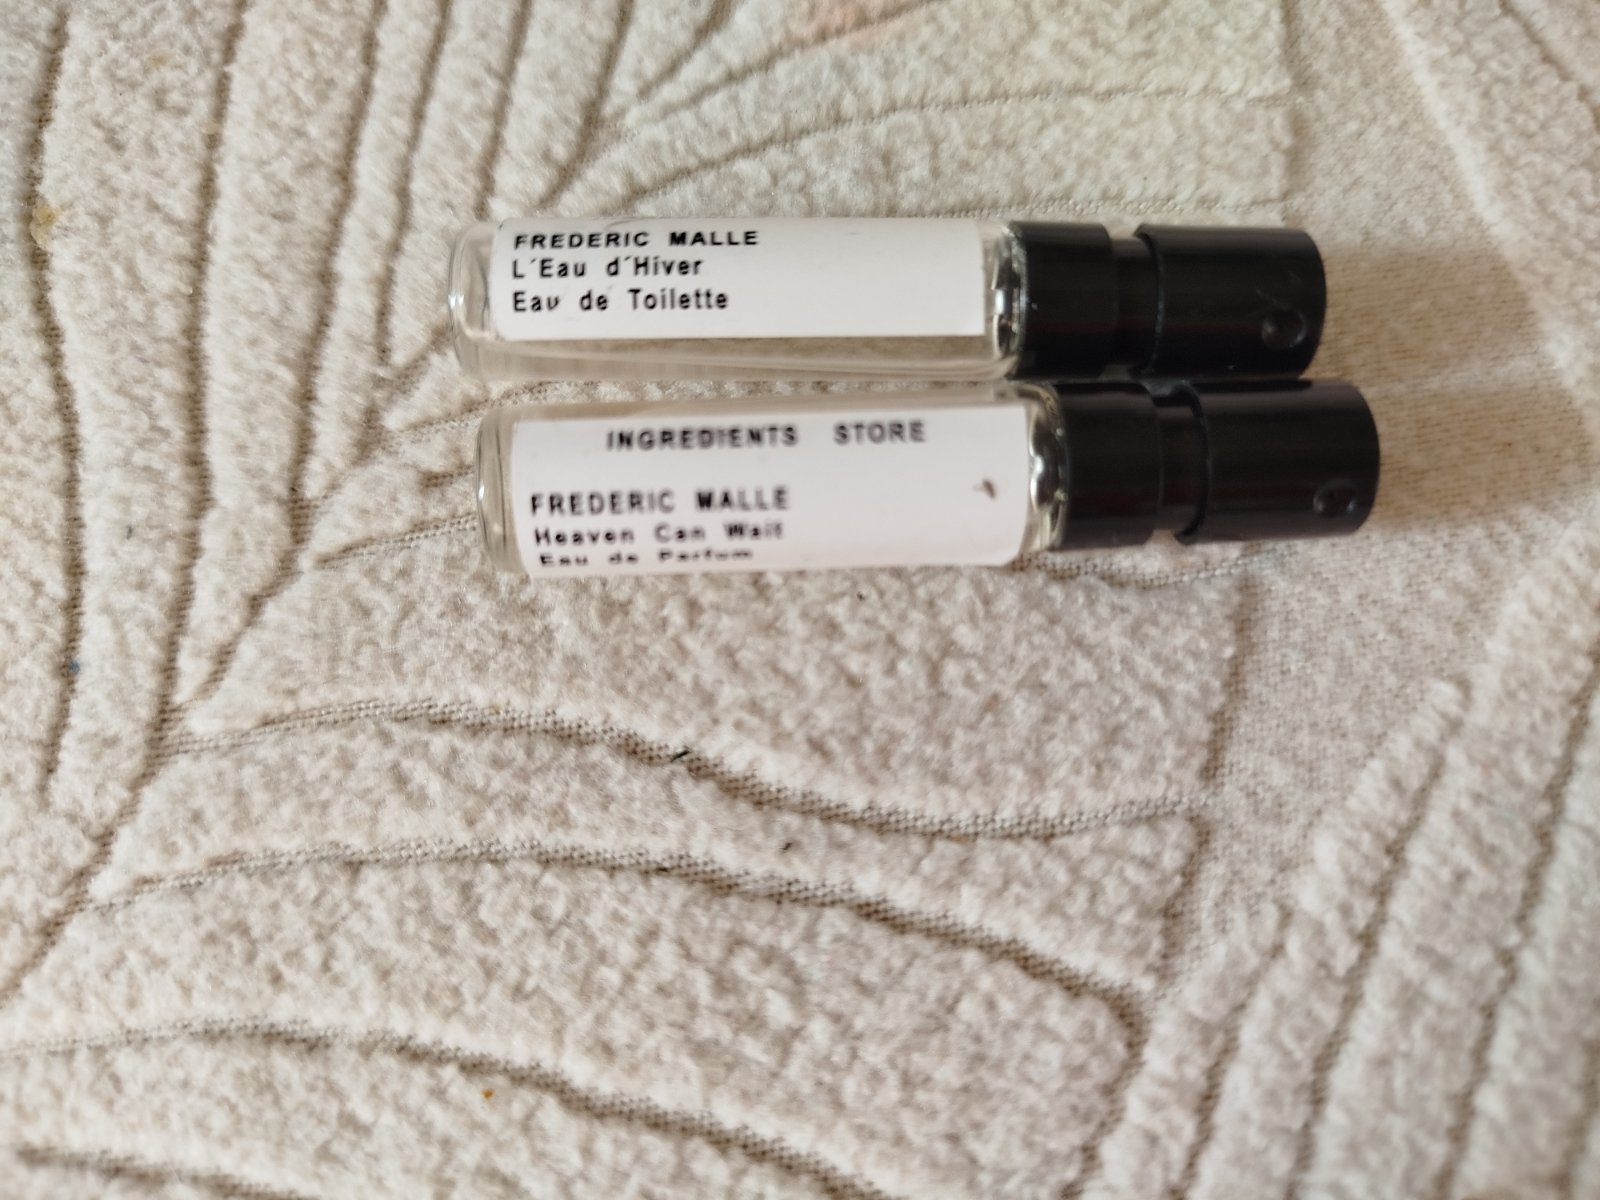 FREDERIC MALLE
L´Eau d´Hiver
Eau de Toilette
INGREDIENTS STORE
FREDERIC MALLE
Heaven Can Wait
Eau de Parfum